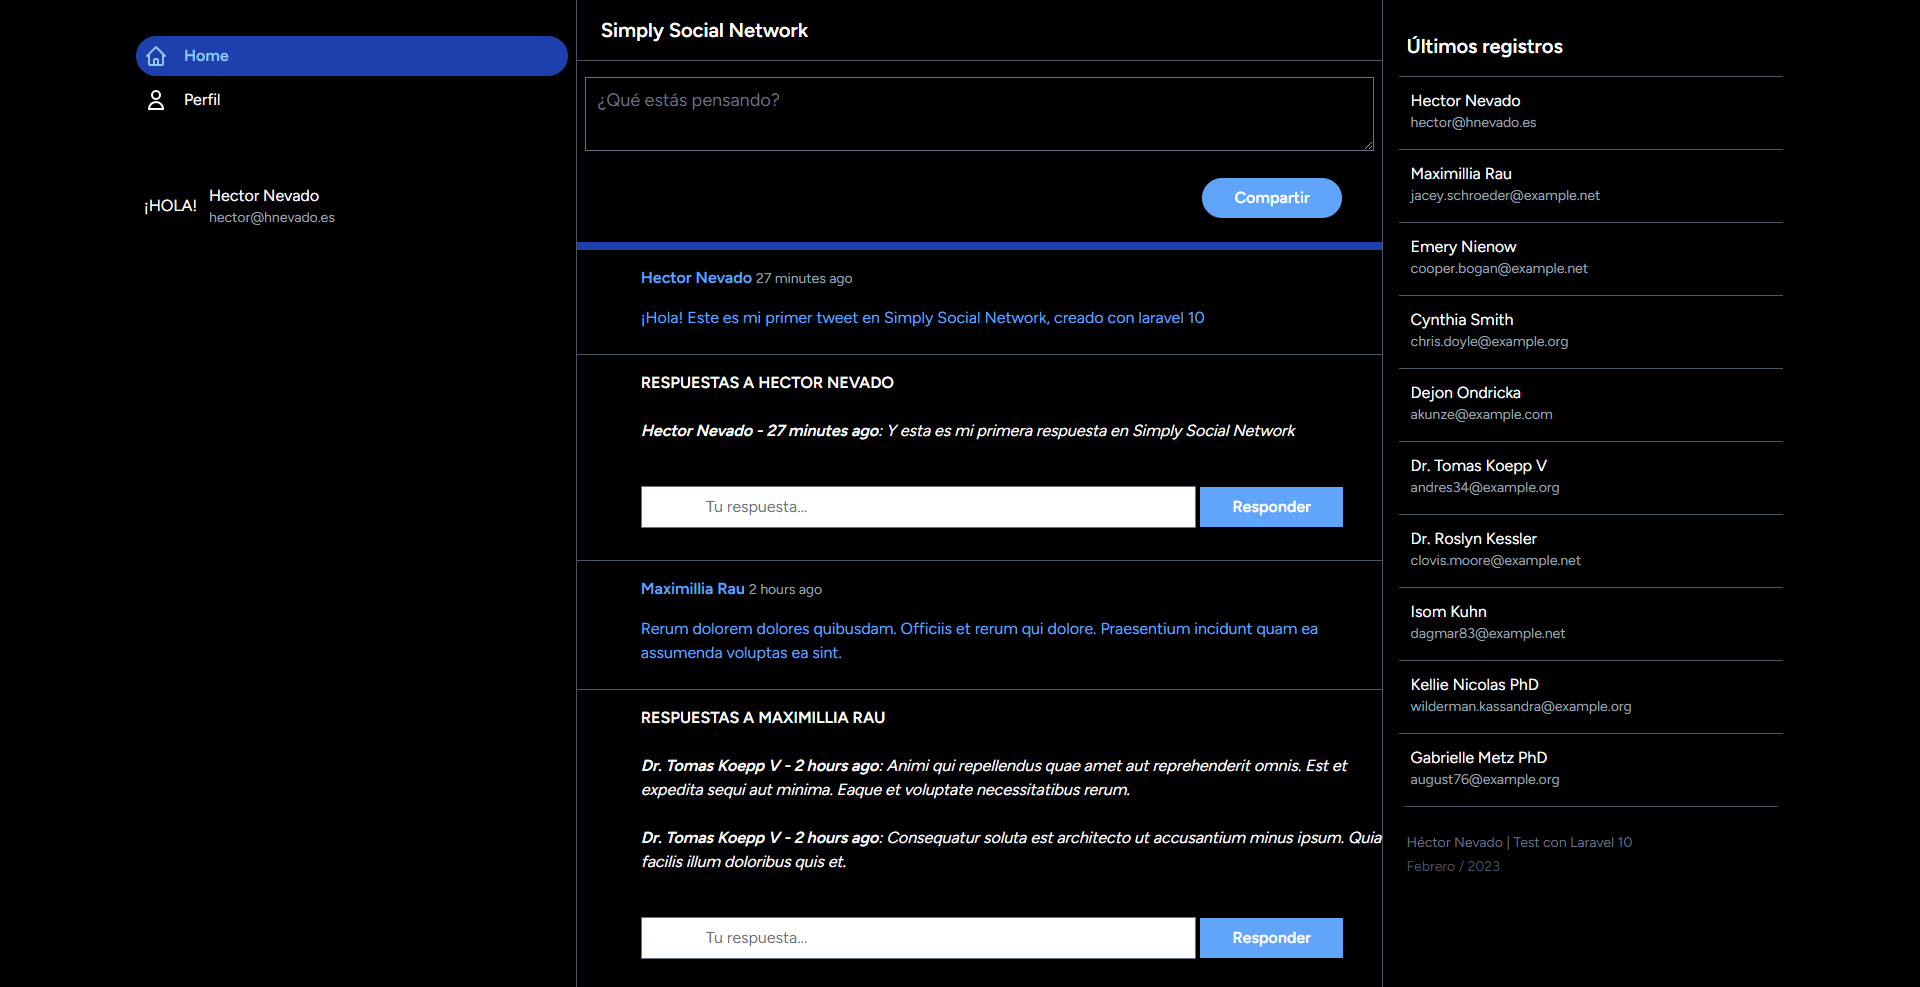 Home
Perfil
¡HOLA!
Hector Nevado
hector@hnevado.es
Simply Social Network
¿Qué estás pensando?
Compartir
Hector Nevado 27 minutes ago
¡Hola! Este es mi primer tweet en Simply Social Network, creado con laravel 10
RESPUESTAS A HECTOR NEVADO
Hector Nevado - 27 minutes ago: Y esta es mi primera respuesta en Simply Social Network
Tu respuesta...
Responder
Maximillia Rau 2 hours ago
Rerum dolorem dolores quibusdam. Officiis et rerum qui dolore. Praesentium incidunt quam ea
assumenda voluptas ea sint.
RESPUESTAS A MAXIMILLIA RAU
Dr. Tomas Koepp V - 2 hours ago: Animi qui repellendus quae amet aut reprehenderit omnis. Est et
expedita sequi aut minima. Eaque et voluptate necessitatibus rerum.
Dr. Tomas Koepp V - 2 hours ago: Consequatur soluta est architecto ut accusantium minus ipsum. Quia
facilis illum doloribus quis et.
Tu respuesta...
Responder
Últimos registros
Hector Nevado
hector@hnevado.es
Maximillia Rau
jacey.schroeder@example.net
Emery Nienow
cooper.bogan@example.net
Cynthia Smith
chris.doyle@example.org
Dejon Ondricka
akunze@example.com
Dr. Tomas Koepp V
andres34@example.org
Dr. Roslyn Kessler
clovis.moore@example.net
Isom Kuhn
dagmar83@example.net
Kellie Nicolas PhD
wilderman.kassandra@example.org
Gabrielle Metz PhD
august76@example.org
Héctor Nevado | Test con Laravel 10
Febrero / 2023